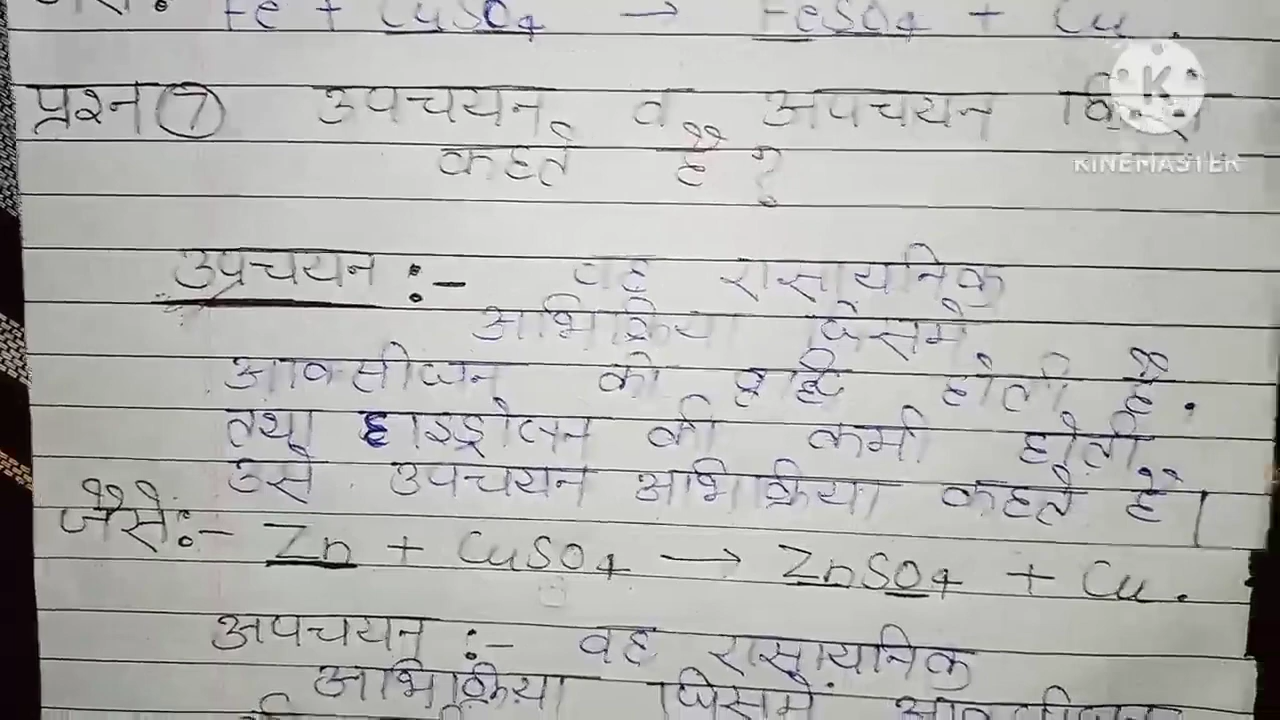 Fe + CuSO4 → FeSO4 + Cu.
प्रश्न 7 उपचयन व अपचयन किसे
कहते है ?
KINEMASTER
उपचयन :- वह रासायनिक
अभिक्रिया जिसमे
आक्सीजन की वृद्धि होती है.
तथा हाइड्रोजन की कमी होती
उसे उपचयन अभिक्रिया कहते है।
जैसे:- Zn + CuSO4 → ZnSO4 + Cu.
अपचयन :- वह रासायनिक
अभिक्रिया जिसमे